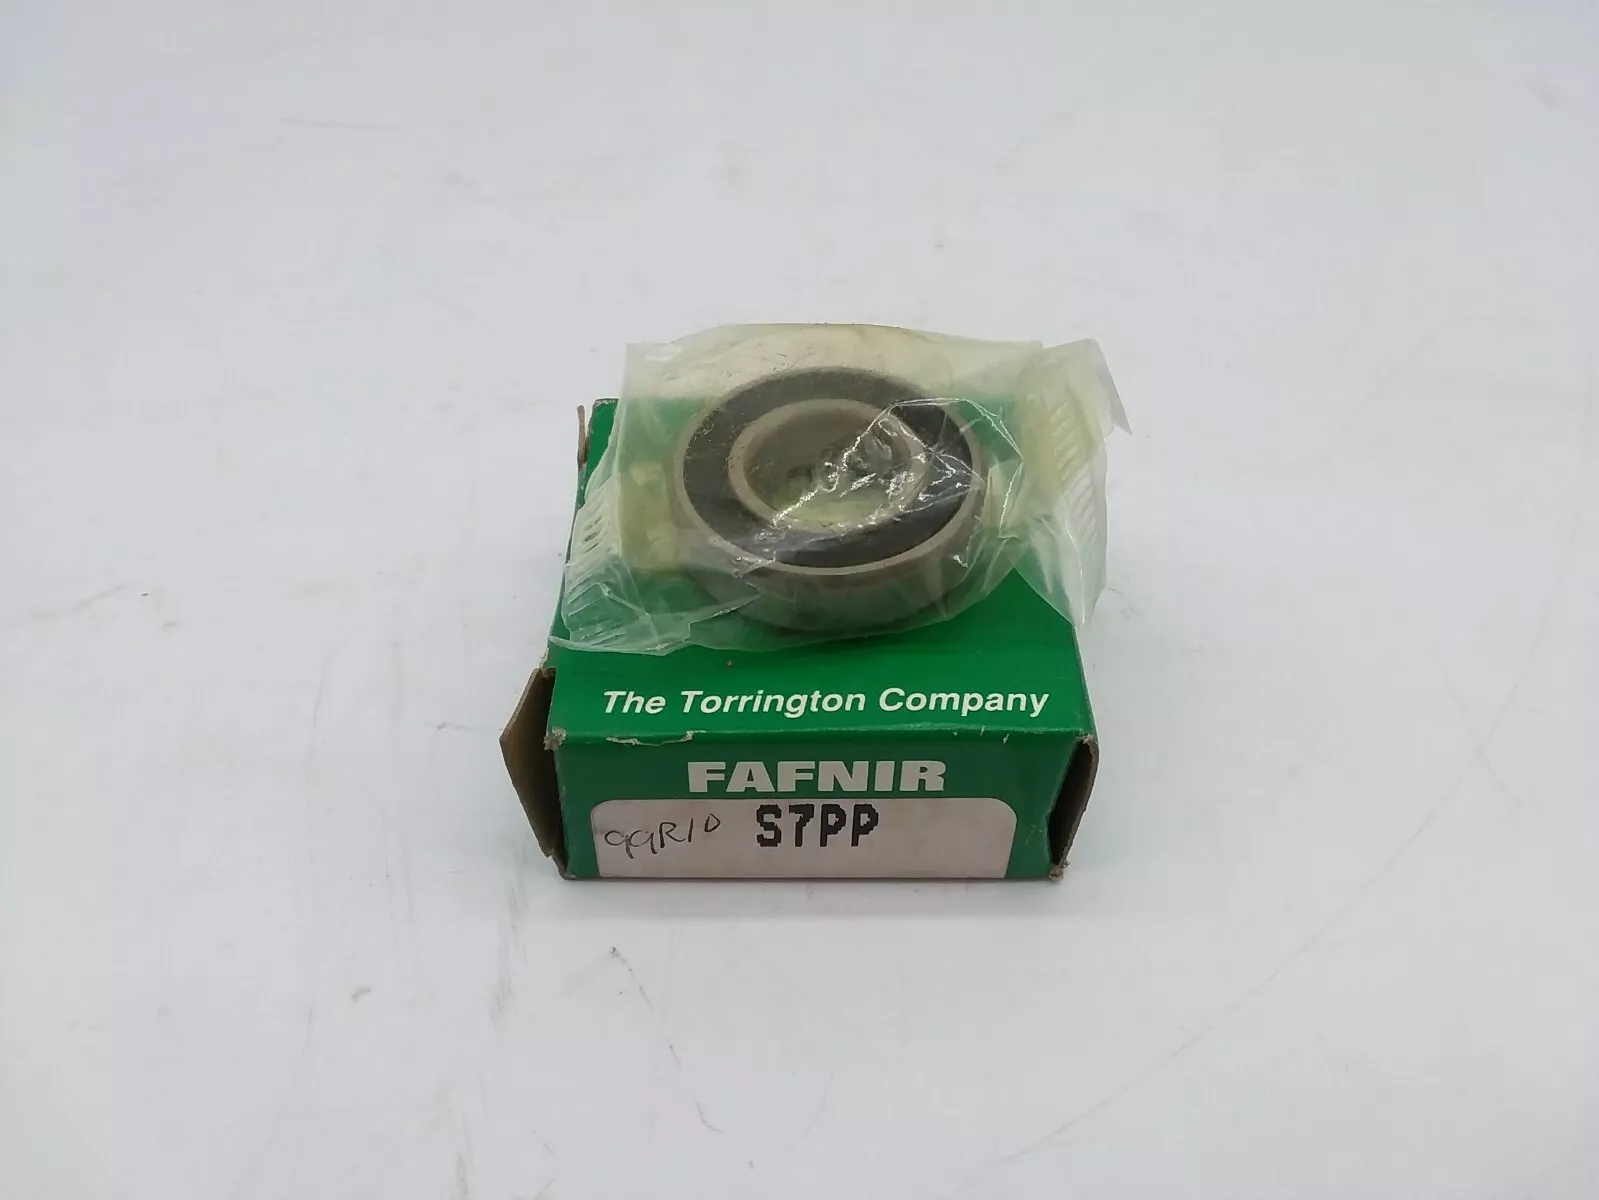 The Torrington Company
FAFNIR
99R10 S7PP